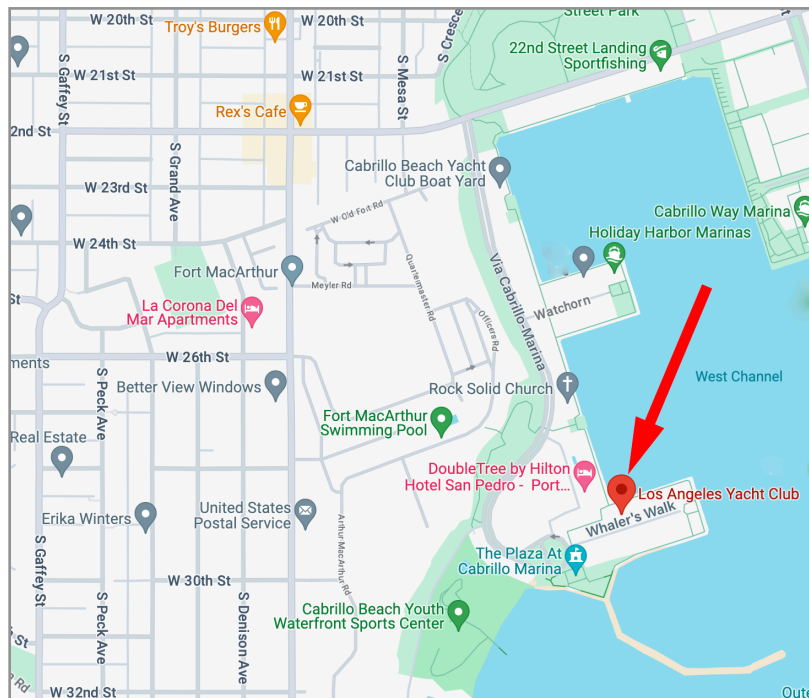 W 20th St
Troy's Burgers
W 20th St
Street Park
S Cresce
22nd Street Landing
Sportfishing
S Gaffey St
W 21st St
W 21st St
S Mesa St
Rex's Cafe
2nd St
S Grand Ave
Cabrillo Beach Yacht
Club Boat Yard
W 23rd St
W Old Fort Rd
Cabrillo Way Marina
Holiday Harbor Marinas
W 24th St
Fort MacArthur
Meyler Rd
Quartermaster Rd
Via Cabrillo-Marina
St
La Corona Del
Mar Apartments
Watchorn
Officers Rd
W 26th St
ments
S Peck Ave
Better View Windows
Rock Solid Church
West Channel
Fort MacArthur
Swimming Pool
Real Estate
DoubleTree by Hilton
Hotel San Pedro - Port...
Los Angeles Yacht Club
United States
Postal Service
Erika Winters
Whaler's Walk
Arthur MacArthur Rd
S Gaffey St
The Plaza At
Cabrillo Marina
W 30th St
S Peck Ave
S Denison Ave
Cabrillo Beach Youth
Waterfront Sports Center
St
Rd
W 32nd St
Oute